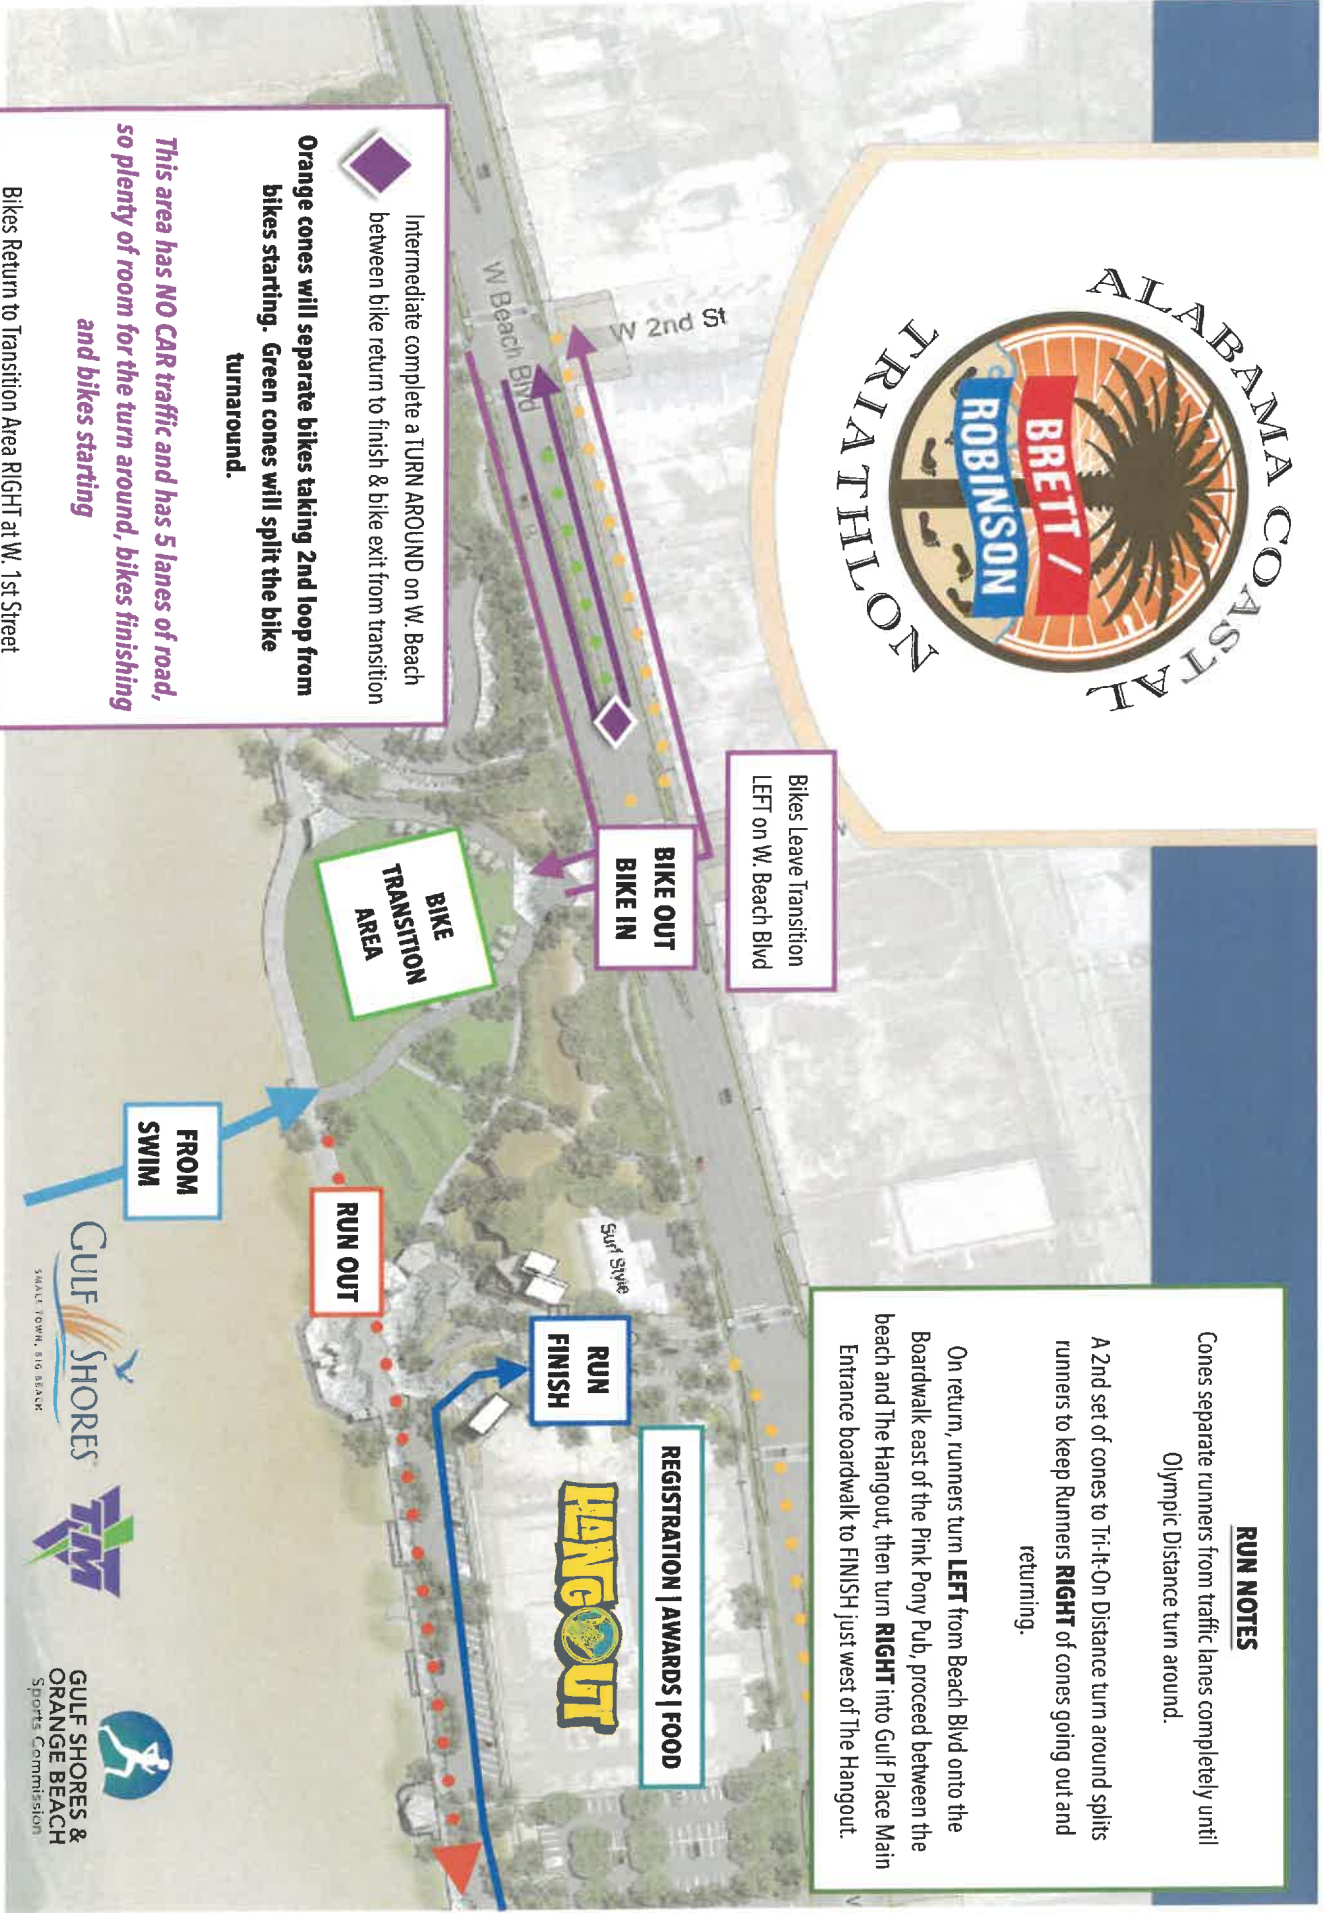 ALABAMA COASTAL
BRETT /
ROBINSON
TRIATHLON
RUN NOTES
Cones separate runners from traffic lanes completely until
Olympic Distance turn around.
A 2nd set of cones to Tri-It-On Distance turn around splits
runners to keep Runners RIGHT of cones going out and
returning.
On return, runners turn LEFT from Beach Blvd onto the
Boardwalk east of the Pink Pony Pub, proceed between the
beach and The Hangout, then turn RIGHT into Gulf Place Main
Entrance boardwalk to FINISH just west of The Hangout.
Bikes Leave Transition
LEFT on W. Beach Blvd
W 2nd St
W Beach Blvd
BIKE OUT
BIKE IN
REGISTRATION | AWARDS | FOOD
HANGOUT
Surf Style
RUN
FINISH
BIKE
TRANSITION
AREA
RUN OUT
FROM
SWIM
Intermediate complete a TURN AROUND on W. Beach
between bike return to finish & bike exit from transition
Orange cones will separate bikes taking 2nd loop from
bikes starting. Green cones will split the bike
turnaround.
This area has NO CAR traffic and has 5 lanes of road,
so plenty of room for the turn around, bikes finishing
and bikes starting
Bikes Return to Transition Area RIGHT at W. 1st Street
GULF SHORES
SMALL TOWN, BIG BEACH
TM
GULF SHORES &
ORANGE BEACH
Sports Commission